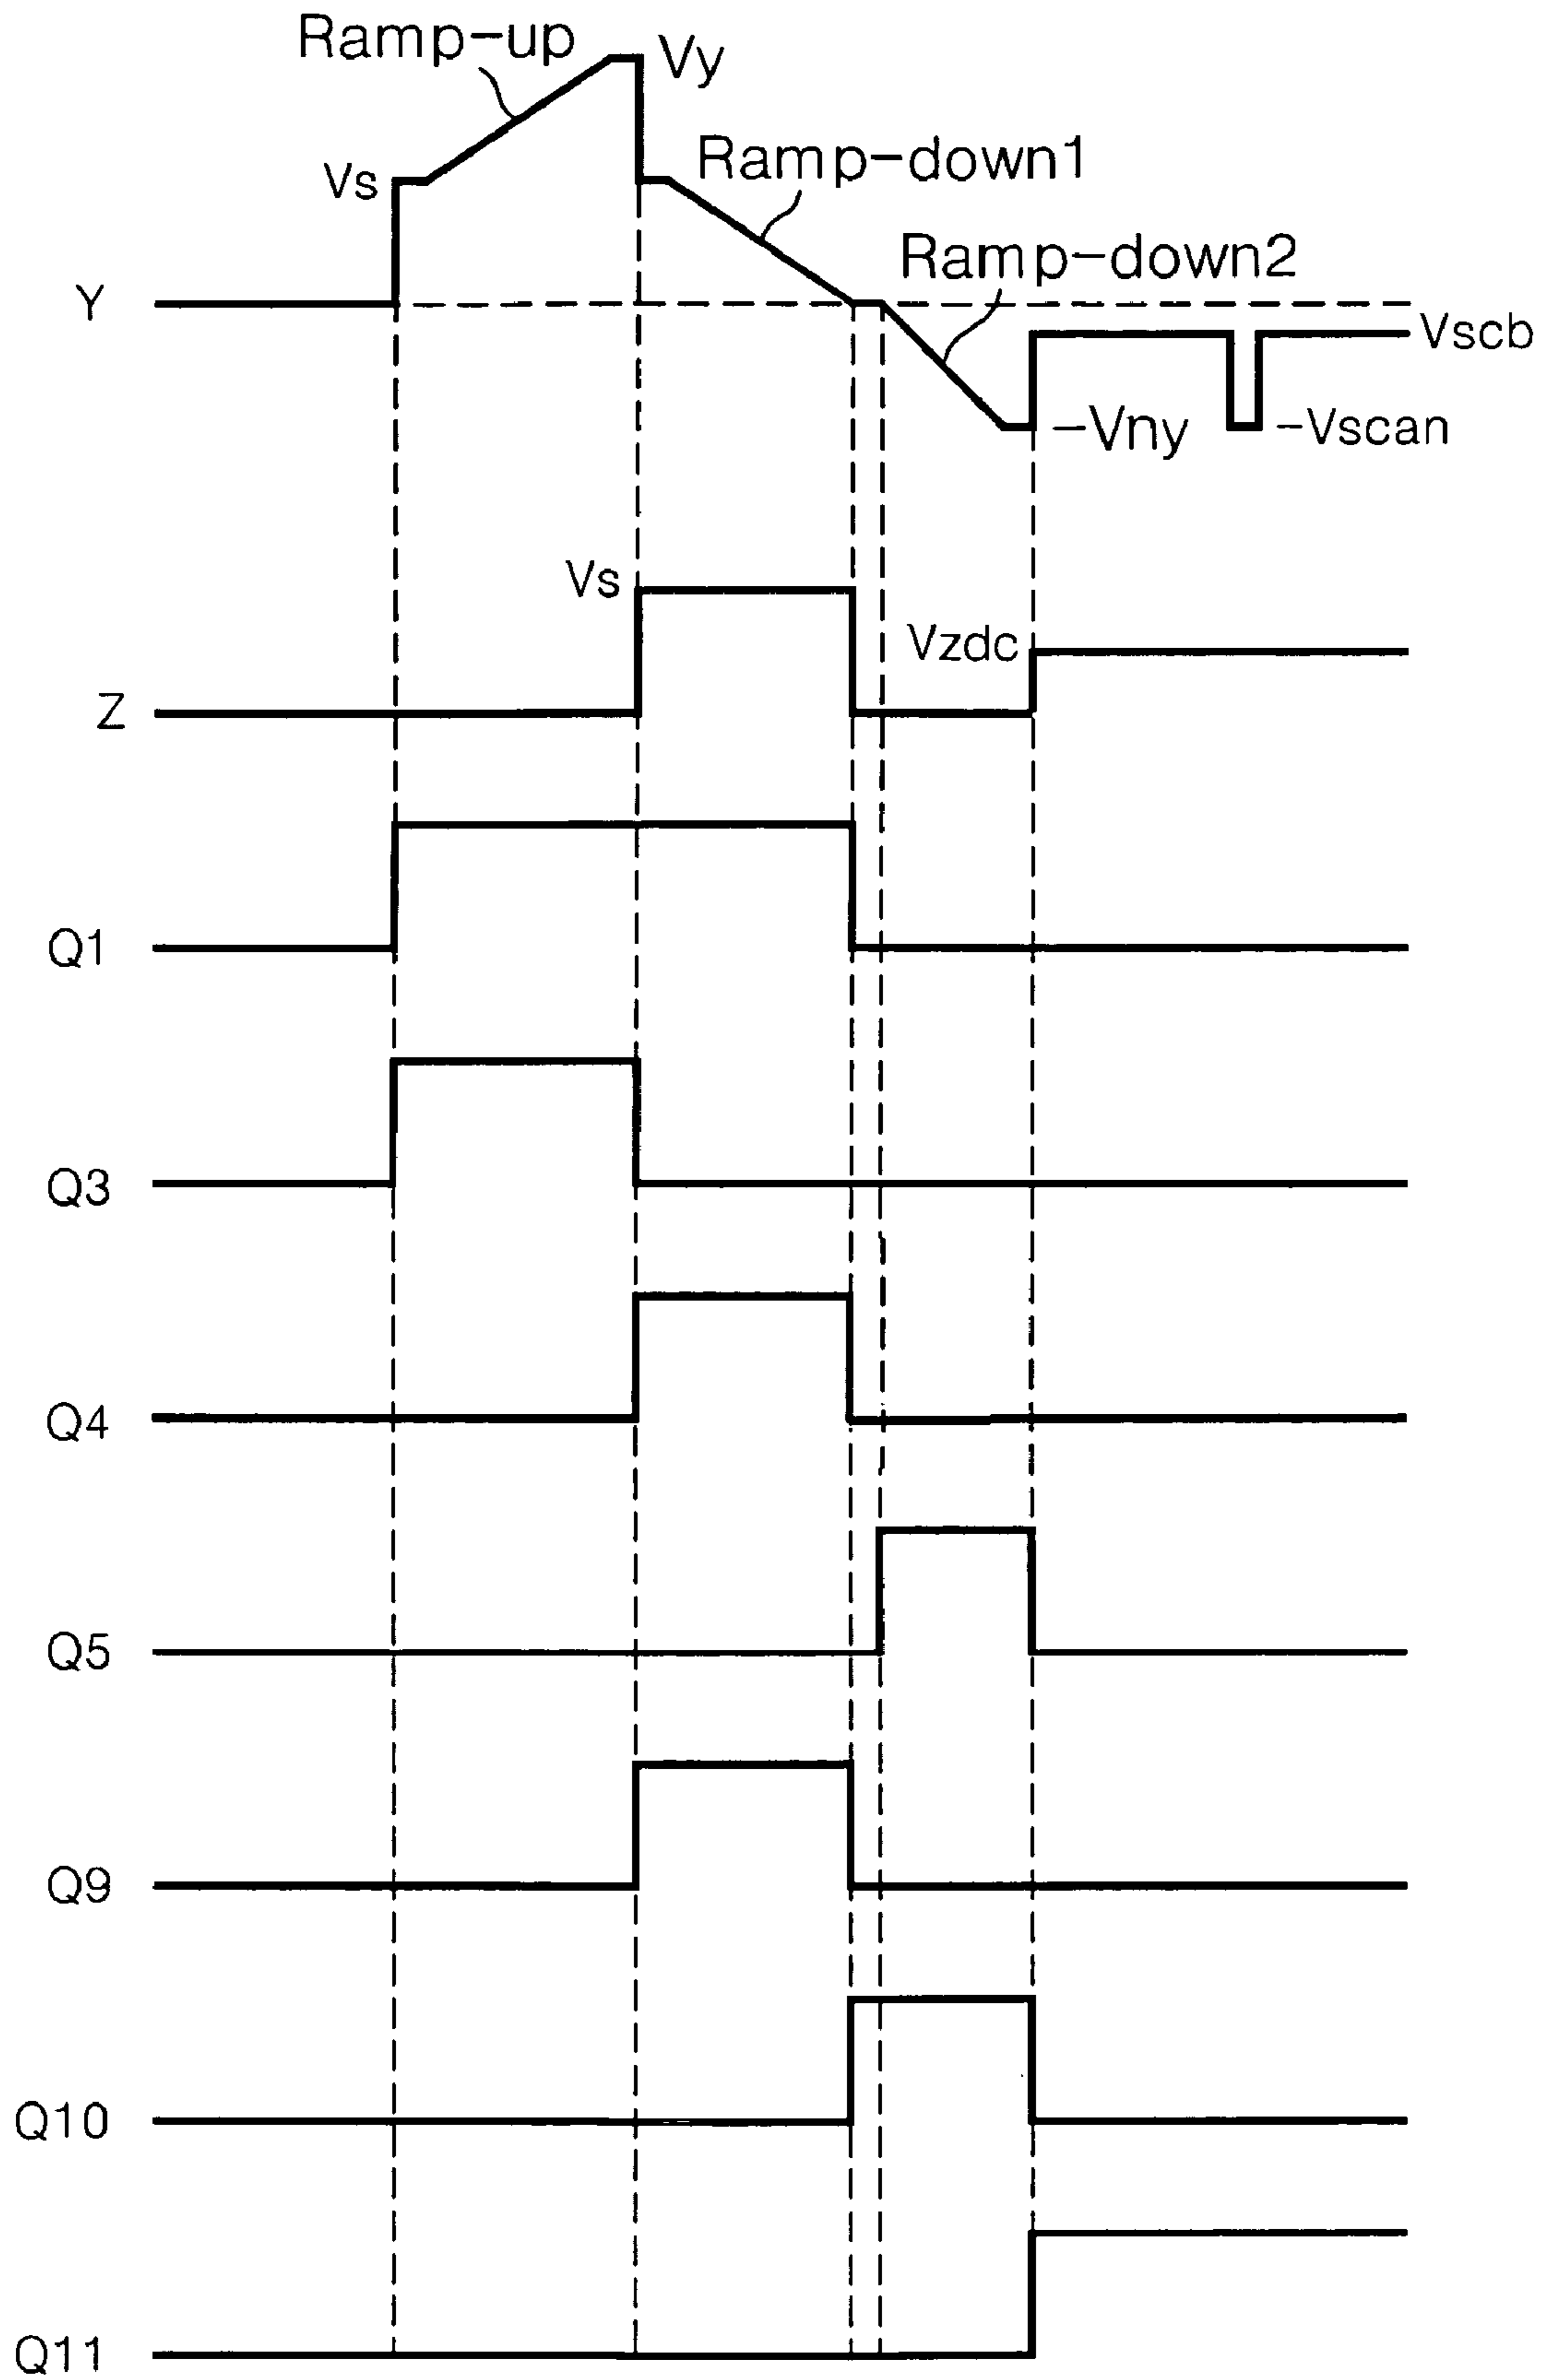 Ramp-up
Vy
Ramp-down1
Vs
Ramp-down2
Y
Vscb
-Vny
-Vscan
Vs
Vzdc
Z
Q1
Q3
Q4
Q5
Q9
Q10
Q11